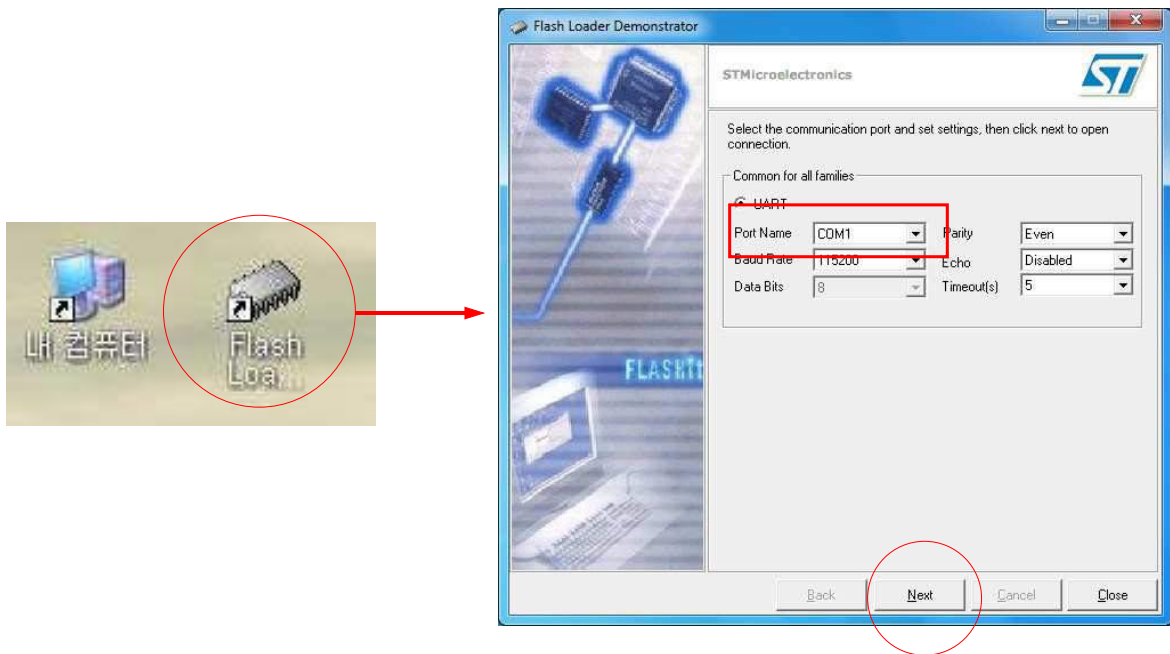 내 컴퓨터
Flash
Loa...
Flash Loader Demonstrator
STMicroelectronics
ST
Select the communication port and set settings, then click next to open
connection.
Common for all families
UART
Port Name COM1 Parity Even
Baud Rate 115200 Echo Disabled
Data Bits 8 Timeout(s) 5
FLASHIt
Back Next Cancel Close